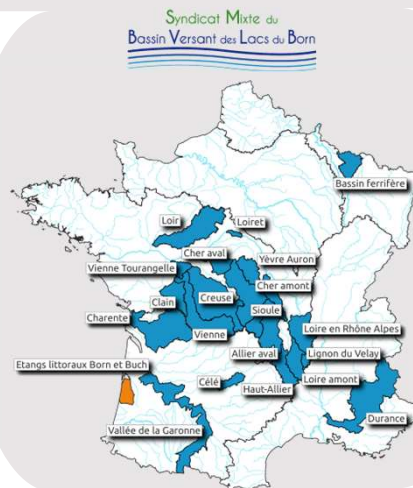 Syndicat Mixte du
Bassin Versant des Lacs du Born
Bassin ferrifère
Loir
Loiret
Cher aval
Yèvre Auron
Vienne Tourangelle
Cher amont
Clain
Creuse
Sioule
Charente
Loire en Rhône Alpes
Vienne
Allier aval
Lignon du Velay
Etangs littoraux Born et Buch
Célé
Haut-Allier
Loire amont
Durance
Vallée de la Garonne